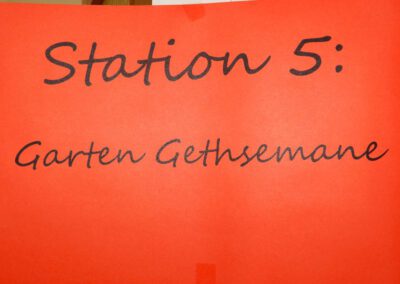 Station 5:
Garten Gethsemane